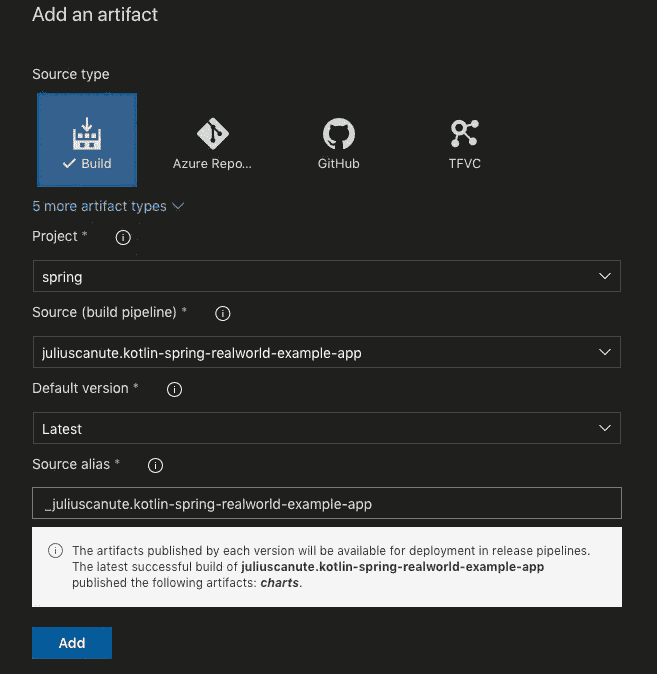 Add an artifact
Source type
Build
Azure Repo...
GitHub
TFVC
5 more artifact types
Project *
spring
Source (build pipeline) *
juliuscanute.kotlin-spring-realworld-example-app
Default version *
Latest
Source alias *
_juliuscanute.kotlin-spring-realworld-example-app
The artifacts published by each version will be available for deployment in release pipelines.
The latest successful build of juliuscanute.kotlin-spring-realworld-example-app
published the following artifacts: charts.
Add